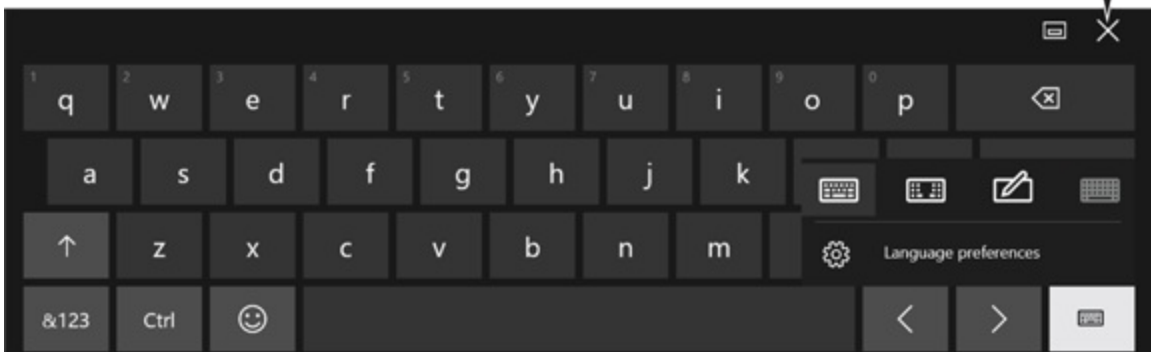 1 q 2 w 3 e 4 r 5 t 6 y 7 u 8 i 9 o 0 p
a s d f g h j k
z x c v b n m
Language preferences
&123 Ctrl